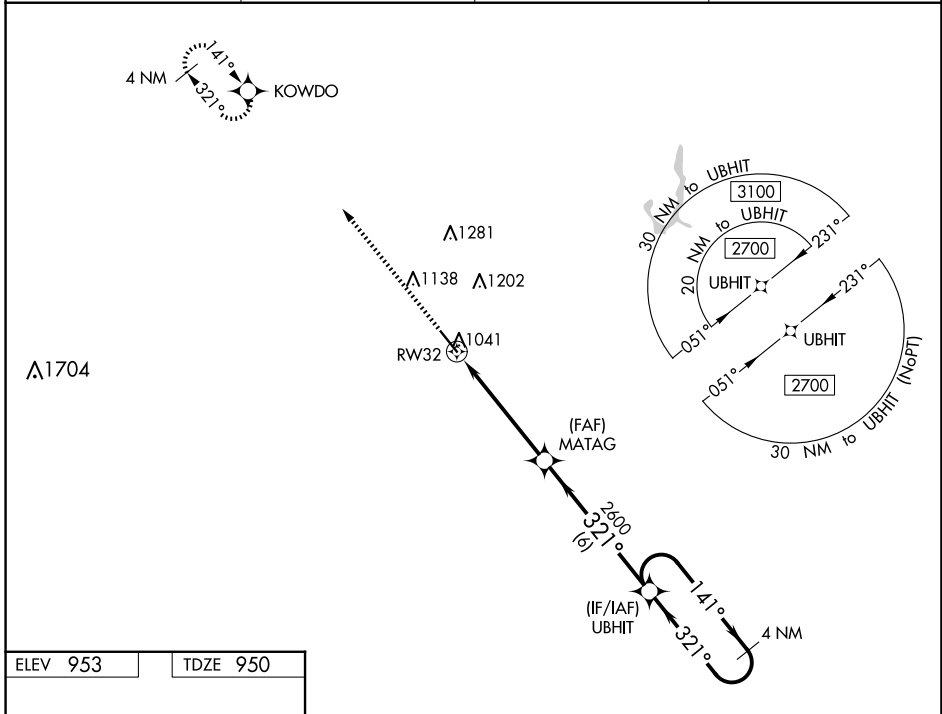 141°
4 NM
321°
KOWDO
30 NM to UBHIT
3100
20 NM to UBHIT
2700
231°
UBHIT
051°
231°
UBHIT
051°
2700
30 NM to UBHIT (NoPT)
1281
1138
1202
1041
RW32
1704
(FAF)
MATAG
2600
321°
(6)
141°
(IF/IAF)
UBHIT
321°
4 NM
ELEV 953
TDZE 950